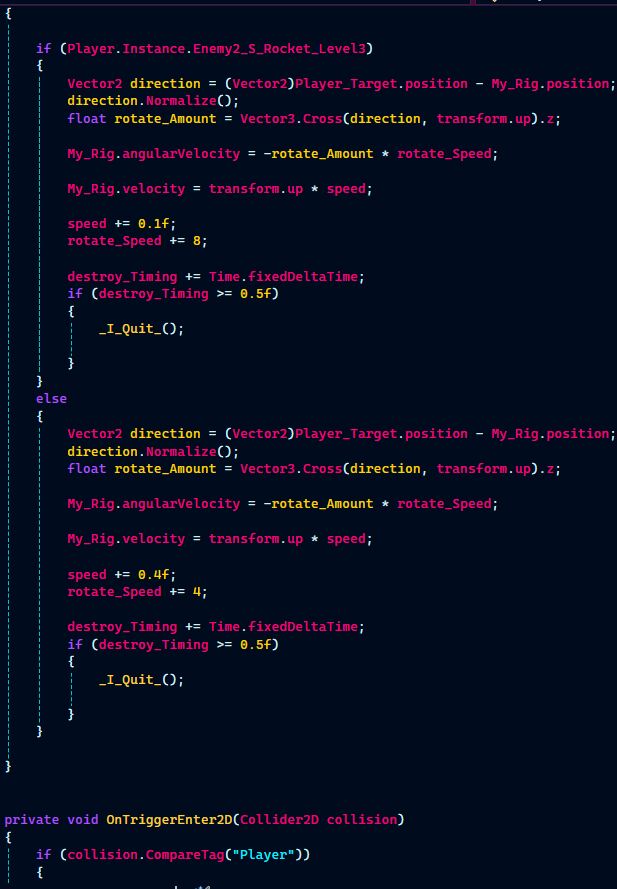 {
if (Player.Instance.Enemy2_S_Rocket_Level3)
{
Vector2 direction = (Vector2)Player_Target.position - My_Rig.position;
direction.Normalize();
float rotate_Amount = Vector3.Cross(direction, transform.up).z;
My_Rig.angularVelocity = -rotate_Amount * rotate_Speed;
My_Rig.velocity = transform.up * speed;
speed += 0.1f;
rotate_Speed += 8;
destroy_Timing += Time.fixedDeltaTime;
if (destroy_Timing >= 0.5f)
{
_I_Quit_();
}
}
else
{
Vector2 direction = (Vector2)Player_Target.position - My_Rig.position;
direction.Normalize();
float rotate_Amount = Vector3.Cross(direction, transform.up).z;
My_Rig.angularVelocity = -rotate_Amount * rotate_Speed;
My_Rig.velocity = transform.up * speed;
speed += 0.4f;
rotate_Speed += 4;
destroy_Timing += Time.fixedDeltaTime;
if (destroy_Timing >= 0.5f)
{
_I_Quit_();
}
}
}
private void OnTriggerEnter2D(Collider2D collision)
{
if (collision.CompareTag("Player"))
{